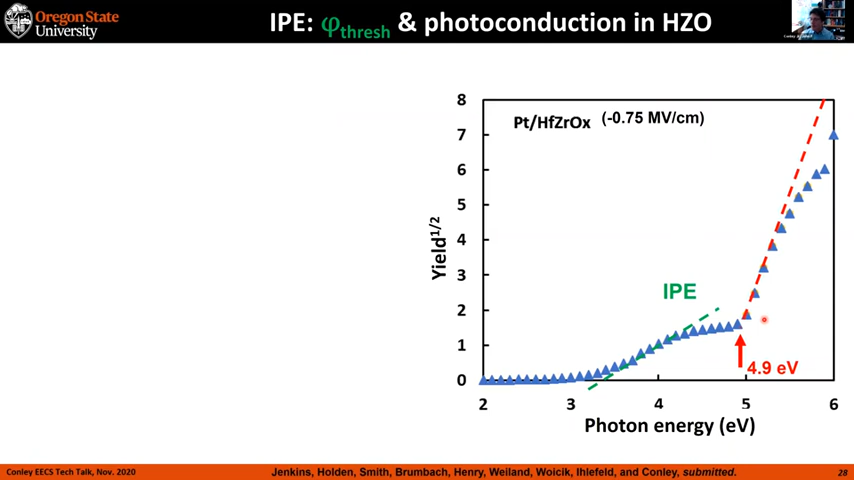 Oregon State
University
IPE: φthresh & photoconduction in HZO
Pt/HfZrOx (-0.75 MV/cm)
8
7
6
5
4
3
2
1
0
Yield1/2
IPE
4.9 eV
2 3 4 5 6
Photon energy (eV)
Conley EECS Tech Talk, Nov. 2020
Jenkins, Holden, Smith, Brumbach, Henry, Weiland, Woicik, Ihlefeld, and Conley, submitted.
28